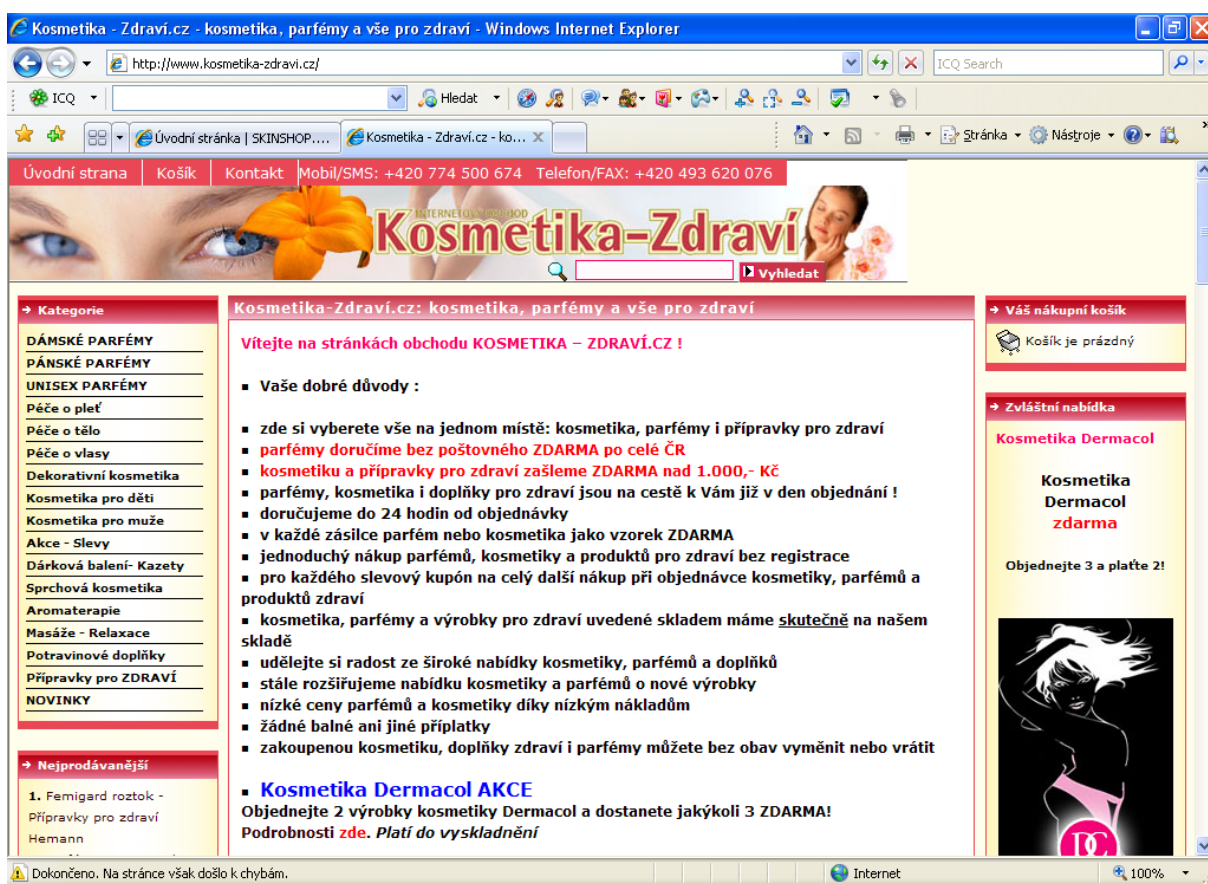 Kosmetika - Zdraví.cz - kosmetika, parfémy a vše pro zdraví - Windows Internet Explorer
http://www.kosmetika-zdravi.cz/
ICQ Search
ICQ
Hledat
Úvodní stránka | SKINSHOP....
Kosmetika - Zdraví.cz - ko...
Stránka
Nástroje
Úvodní strana
Košík
Kontakt
Mobil/SMS: +420 774 500 674 Telefon/FAX: +420 493 620 076
INTERNETOVÝ OBCHOD
Kosmetika-Zdraví
Vyhledat
Kategorie
DÁMSKÉ PARFÉMY
PÁNSKÉ PARFÉMY
UNISEX PARFÉMY
Péče o pleť
Péče o tělo
Péče o vlasy
Dekorativní kosmetika
Kosmetika pro děti
Kosmetika pro muže
Akce - Slevy
Dárková balení- Kazety
Sprchová kosmetika
Aromaterapie
Masáže - Relaxace
Potravinové doplňky
Přípravky pro ZDRAVÍ
NOVINKY
Nejprodávanější
1. Femigard roztok -
Přípravky pro zdraví
Hemann
Kosmetika-Zdraví.cz: kosmetika, parfémy a vše pro zdraví
Vítejte na stránkách obchodu KOSMETIKA – ZDRAVÍ.CZ !
▪ Vaše dobré důvody :
▪ zde si vyberete vše na jednom místě: kosmetika, parfémy i přípravky pro zdraví
▪ parfémy doručíme bez poštovného ZDARMA po celé ČR
▪ kosmetiku a přípravky pro zdraví zašleme ZDARMA nad 1.000,- Kč
▪ parfémy, kosmetika i doplňky pro zdraví jsou na cestě k Vám již v den objednání !
▪ doručujeme do 24 hodin od objednávky
▪ v každé zásilce parfém nebo kosmetika jako vzorek ZDARMA
▪ jednoduchý nákup parfémů, kosmetiky a produktů pro zdraví bez registrace
▪ pro každého slevový kupón na celý další nákup při objednávce kosmetiky, parfémů a
produktů zdraví
▪ kosmetika, parfémy a výrobky pro zdraví uvedené skladem máme skutečně na našem
skladě
▪ udělejte si radost ze široké nabídky kosmetiky, parfémů a doplňků
▪ stále rozšiřujeme nabídku kosmetiky a parfémů o nové výrobky
▪ nízké ceny parfémů a kosmetiky díky nízkým nákladům
▪ žádné balné ani jiné příplatky
▪ zakoupenou kosmetiku, doplňky zdraví i parfémy můžete bez obav vyměnit nebo vrátit
▪ Kosmetika Dermacol AKCE
Objednejte 2 výrobky kosmetiky Dermacol a dostanete jakýkoli 3 ZDARMA!
Podrobnosti zde. Platí do vyskladnění
Váš nákupní košík
Košík je prázdný
Zvláštní nabídka
Kosmetika Dermacol
Kosmetika
Dermacol
zdarma
Objednejte 3 a plaťte 2!
DC
Dokončeno. Na stránce však došlo k chybám.
Internet
100%